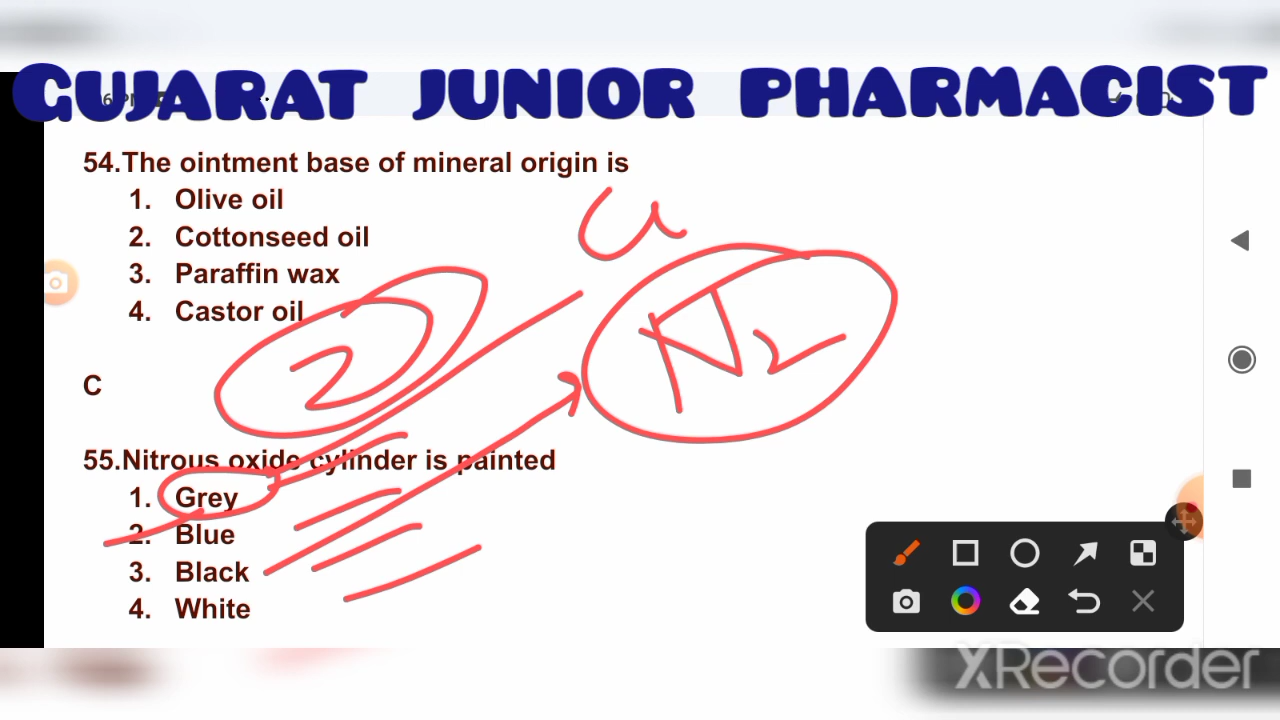 GUJARAT JUNIOR PHARMACIST
54.The ointment base of mineral origin is
1. Olive oil
2. Cottonseed oil
3. Paraffin wax
4. Castor oil
C
2
N2
55.Nitrous oxide cylinder is painted
1. Grey
2. Blue
3. Black
4. White
XRecorder